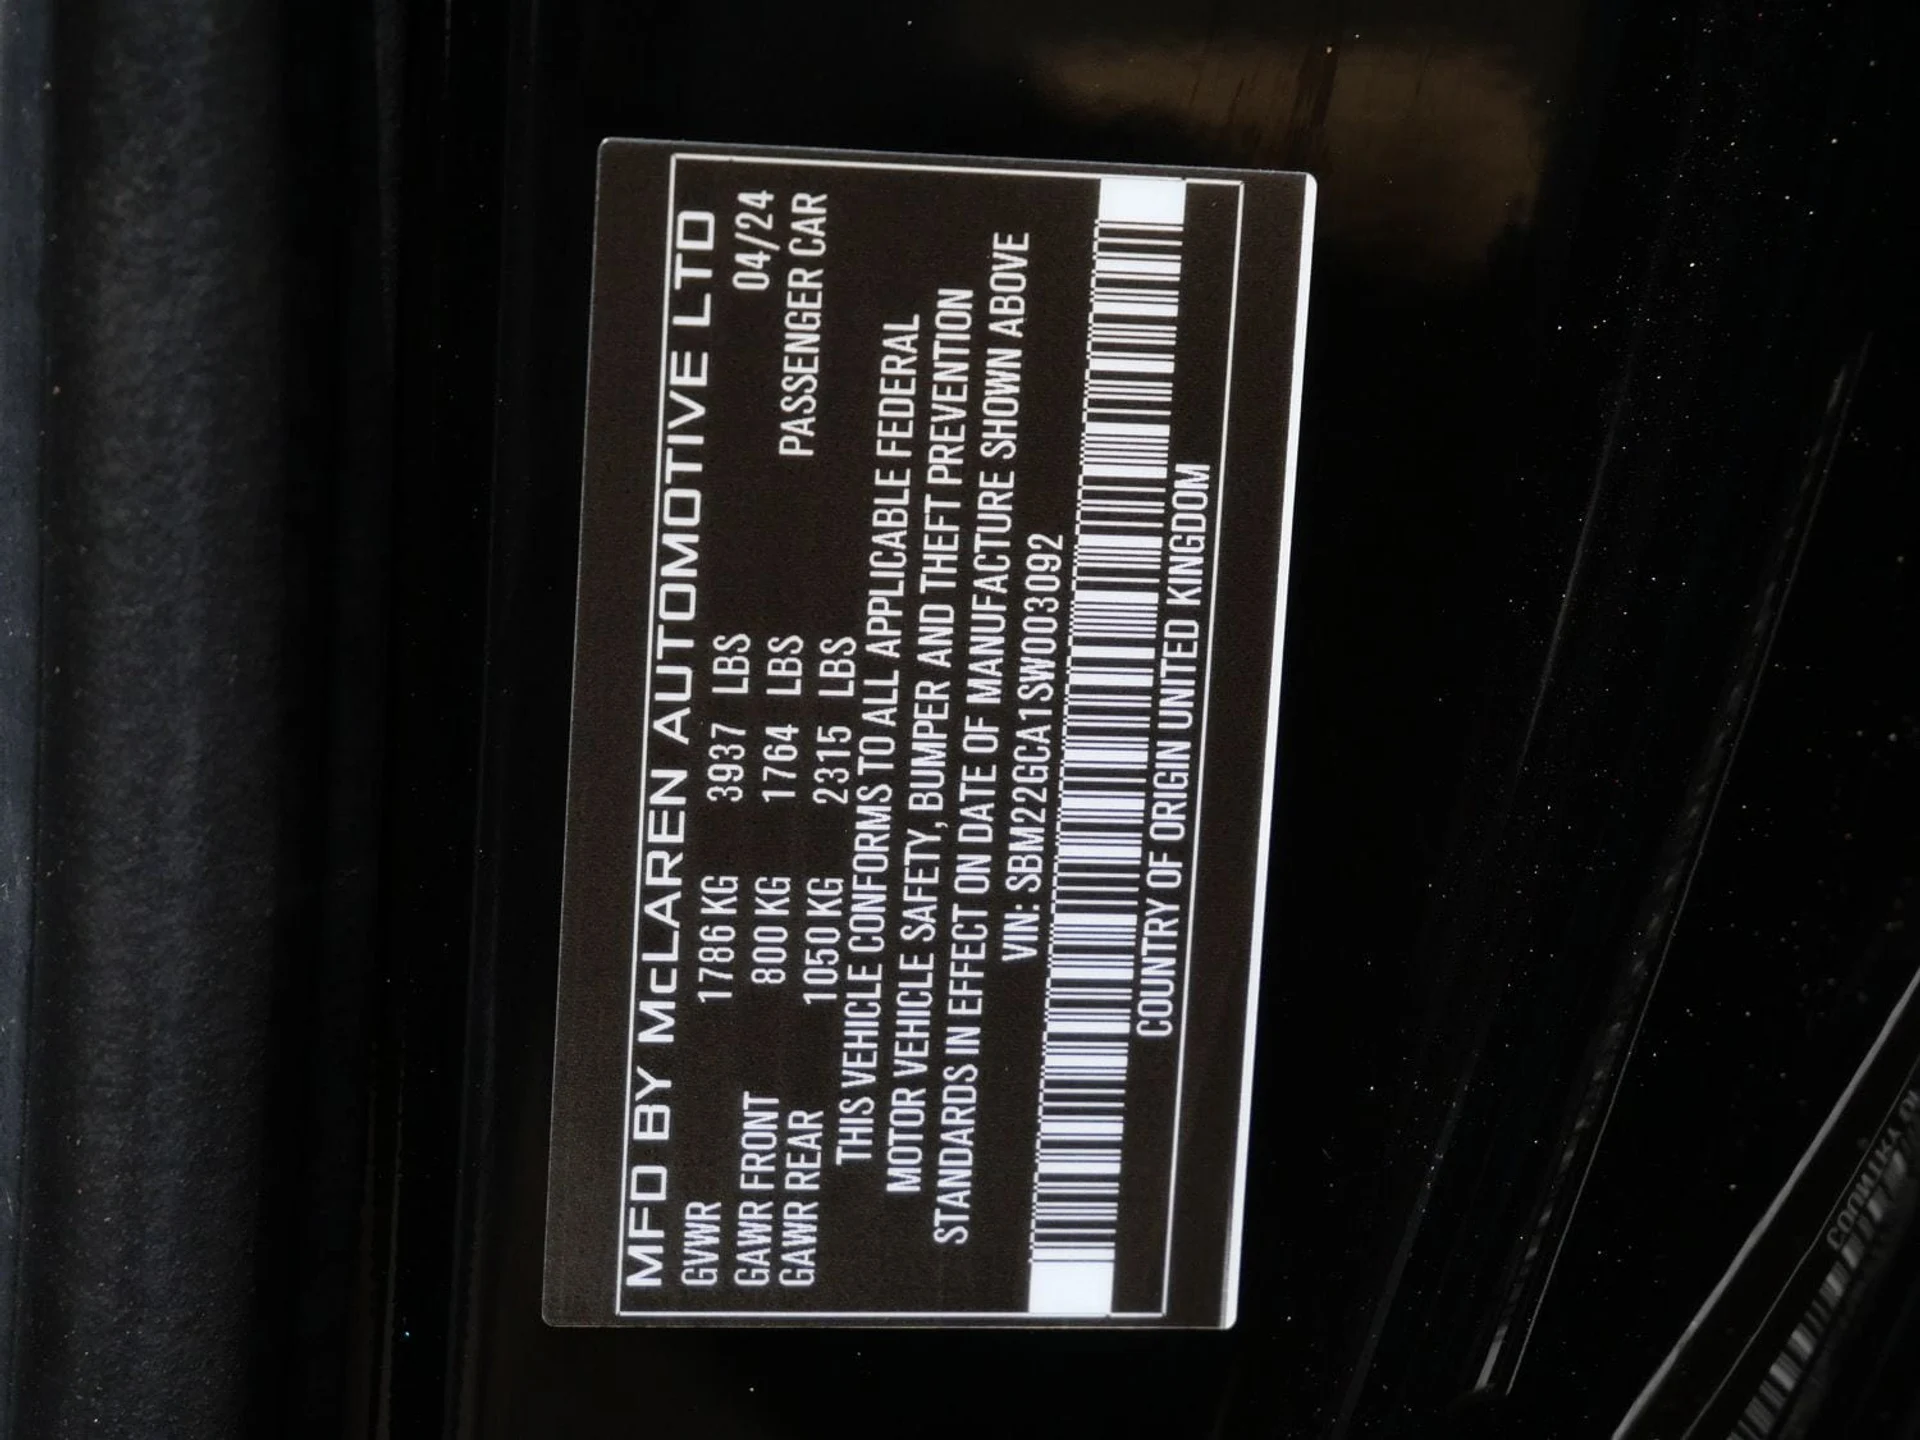 MFD BY McLAREN AUTOMOTIVE LTD
GVWR 1786 KG 3937 LBS 04/24
GAWR FRONT 800 KG 1764 LBS PASSENGER CAR
GAWR REAR 1050 KG 2315 LBS
THIS VEHICLE CONFORMS TO ALL APPLICABLE FEDERAL
MOTOR VEHICLE SAFETY, BUMPER AND THEFT PREVENTION
STANDARDS IN EFFECT ON DATE OF MANUFACTURE SHOWN ABOVE
VIN: SBM22GCA1SW003092
COUNTRY OF ORIGIN UNITED KINGDOM